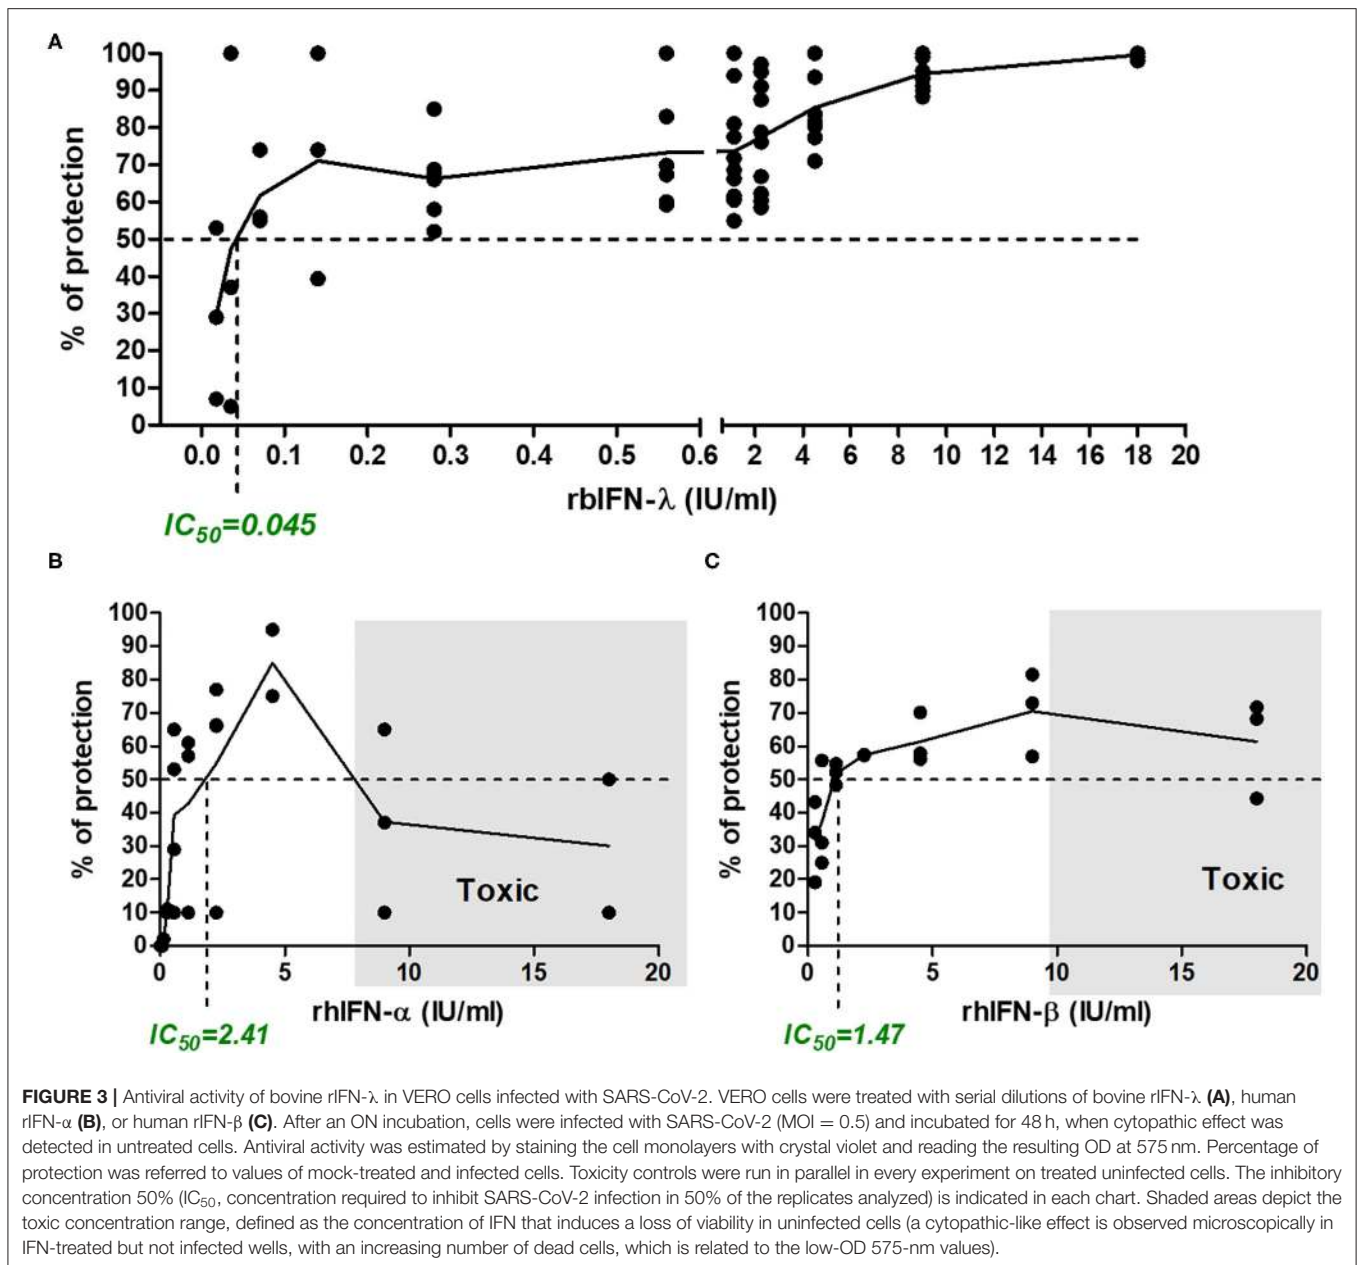 A
100
90
80
70
60
50
40
30
20
10
0
% of protection
0.0 0.1 0.2 0.3 0.4 0.5 0.6 2 4 6 8 10 12 14 16 18 20
rbIFN-λ (IU/ml)
IC50=0.045
B
100
90
80
70
60
50
40
30
20
10
0
% of protection
Toxic
0 5 10 15 20
rhIFN-α (IU/ml)
IC50=2.41
C
100
90
80
70
60
50
40
30
20
10
0
% of protection
Toxic
0 5 10 15 20
rhIFN-β (IU/ml)
IC50=1.47
FIGURE 3 | Antiviral activity of bovine rIFN-λ in VERO cells infected with SARS-CoV-2. VERO cells were treated with serial dilutions of bovine rIFN-λ (A), human
rIFN-α (B), or human rIFN-β (C). After an ON incubation, cells were infected with SARS-CoV-2 (MOI = 0.5) and incubated for 48 h, when cytopathic effect was
detected in untreated cells. Antiviral activity was estimated by staining the cell monolayers with crystal violet and reading the resulting OD at 575 nm. Percentage of
protection was referred to values of mock-treated and infected cells. Toxicity controls were run in parallel in every experiment on treated uninfected cells. The inhibitory
concentration 50% (IC50, concentration required to inhibit SARS-CoV-2 infection in 50% of the replicates analyzed) is indicated in each chart. Shaded areas depict the
toxic concentration range, defined as the concentration of IFN that induces a loss of viability in uninfected cells (a cytopathic-like effect is observed microscopically in
IFN-treated but not infected wells, with an increasing number of dead cells, which is related to the low-OD 575-nm values).